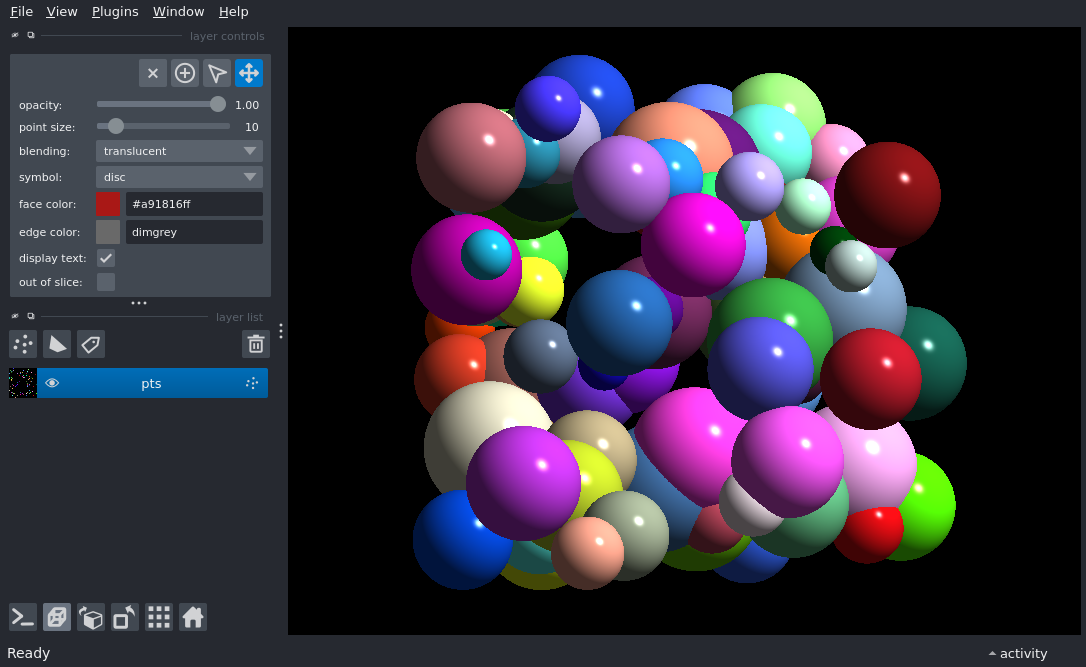 File View Plugins Window Help
layer controls
opacity: 1.00
point size: 10
blending: translucent
symbol: disc
face color: #a91816ff
edge color: dimgrey
display text:
out of slice:
layer list
pts
Ready activity